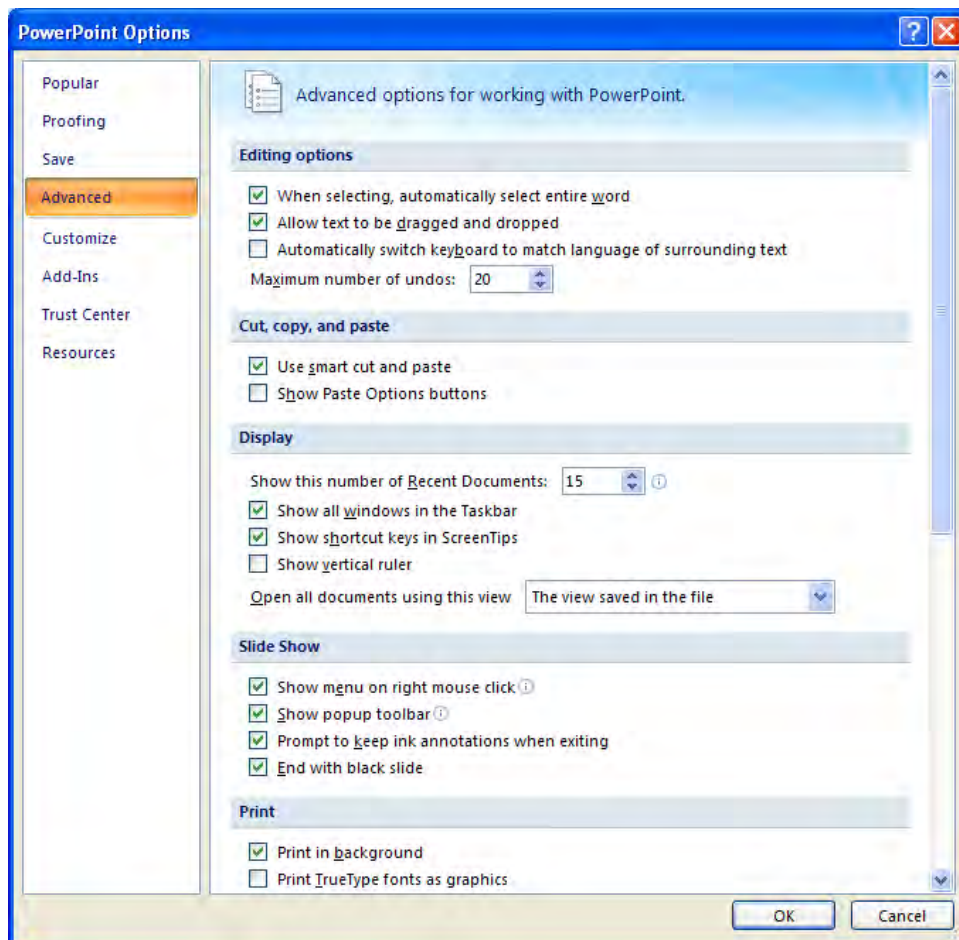 PowerPoint Options
Popular
Proofing
Save
Advanced
Customize
Add-Ins
Trust Center
Resources
Advanced options for working with PowerPoint.
Editing options
When selecting, automatically select entire word
Allow text to be dragged and dropped
Automatically switch keyboard to match language of surrounding text
Maximum number of undos: 20
Cut, copy, and paste
Use smart cut and paste
Show Paste Options buttons
Display
Show this number of Recent Documents: 15
Show all windows in the Taskbar
Show shortcut keys in ScreenTips
Show vertical ruler
Open all documents using this view The view saved in the file
Slide Show
Show menu on right mouse click
Show popup toolbar
Prompt to keep ink annotations when exiting
End with black slide
Print
Print in background
Print TrueType fonts as graphics
OK Cancel